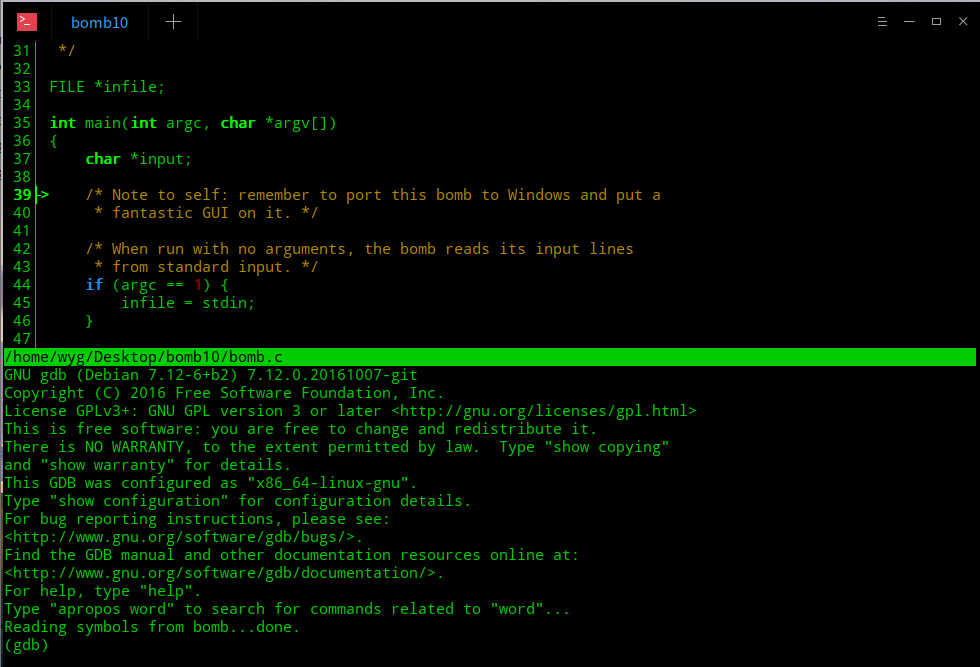 >_ bomb10
31 */
32
33 FILE *infile;
34
35 int main(int argc, char *argv[])
36 {
37     char *input;
38
39|->     /* Note to self: remember to port this bomb to Windows and put a
40      * fantastic GUI on it. */
41
42     /* When run with no arguments, the bomb reads its input lines
43      * from standard input. */
44     if (argc == 1) {
45         infile = stdin;
46     }
47
/home/wyg/Desktop/bomb10/bomb.c
GNU gdb (Debian 7.12-6+b2) 7.12.0.20161007-git
Copyright (C) 2016 Free Software Foundation, Inc.
License GPLv3+: GNU GPL version 3 or later <http://gnu.org/licenses/gpl.html>
This is free software: you are free to change and redistribute it.
There is NO WARRANTY, to the extent permitted by law.  Type "show copying"
and "show warranty" for details.
This GDB was configured as "x86_64-linux-gnu".
Type "show configuration" for configuration details.
For bug reporting instructions, please see:
<http://www.gnu.org/software/gdb/bugs/>.
Find the GDB manual and other documentation resources online at:
<http://www.gnu.org/software/gdb/documentation/>.
For help, type "help".
Type "apropos word" to search for commands related to "word"...
Reading symbols from bomb...done.
(gdb)